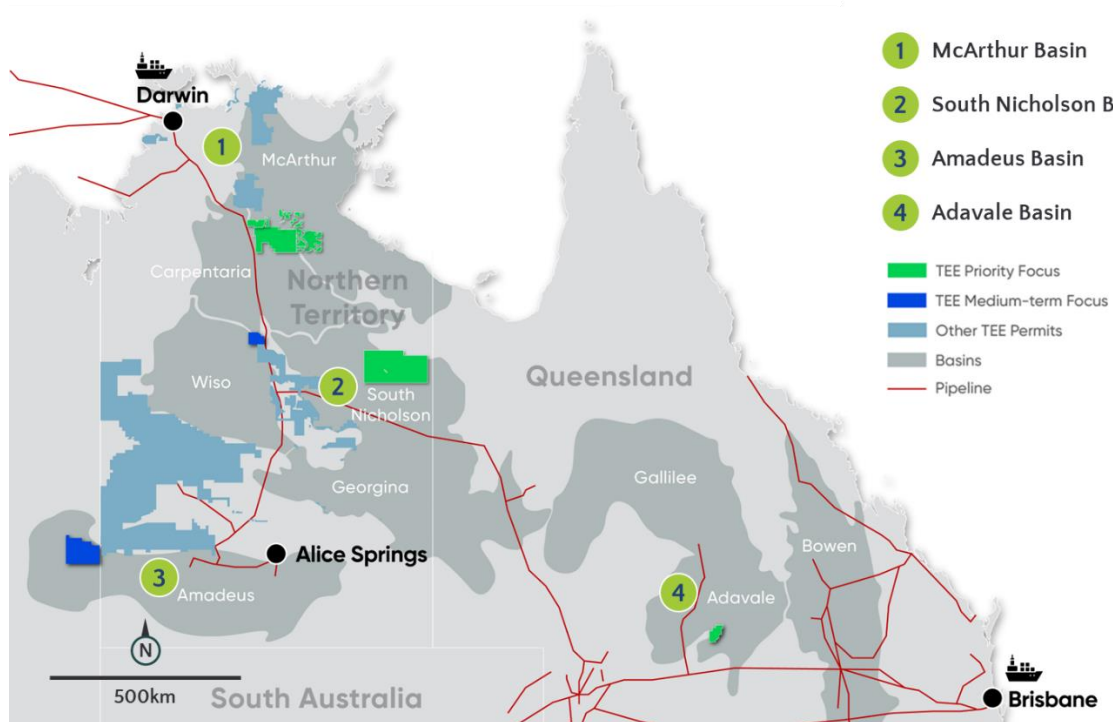 1 McArthur Basin
2 South Nicholson B
3 Amadeus Basin
4 Adavale Basin
TEE Priority Focus
TEE Medium-term Focus
Other TEE Permits
Basins
Pipeline
Darwin
1
McArthur
Carpentaria
Northern
Territory
Wiso
2
South
Nicholson
Queensland
Georgina
Gallilee
Alice Springs
3
Amadeus
4
Adavale
Bowen
N
500km
South Australia
Brisbane